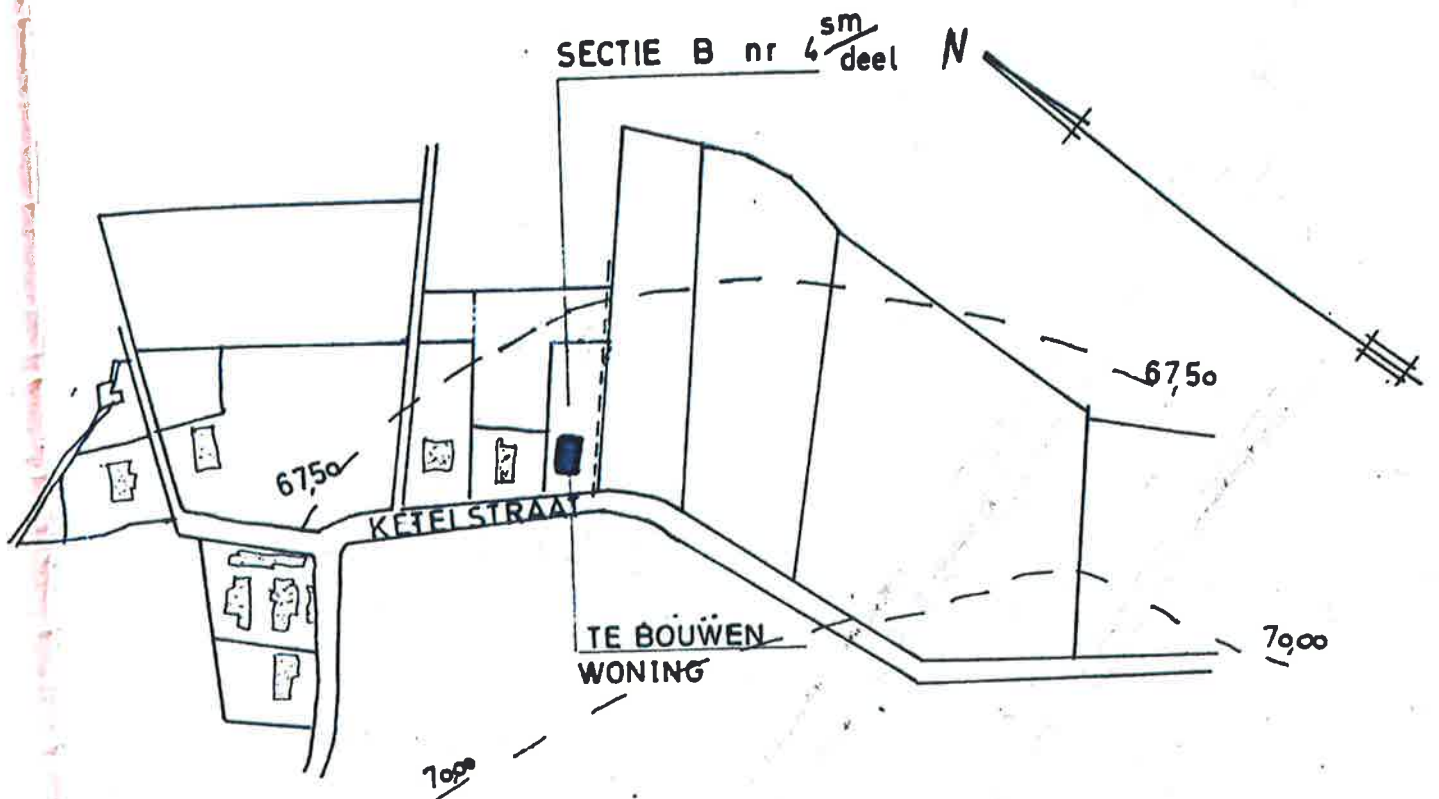 SECTIE B nr 4 sm/deel N
67,50
67,50
KETELSTRAAT
TE BOUWEN
WONING
70,00
70,00